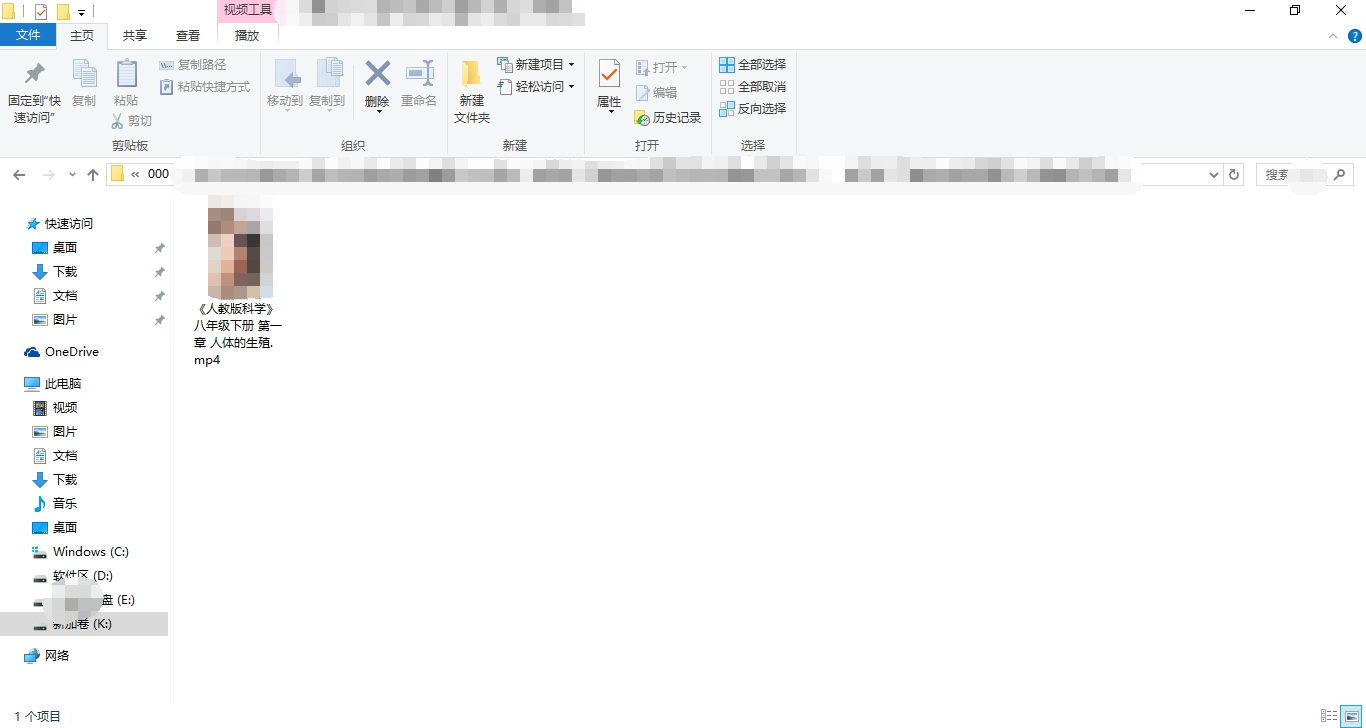 视频工具
文件
主页
共享
查看
播放
固定到"快
速访问"
复制
粘贴
复制路径
粘贴快捷方式
剪切
剪贴板
移动到
复制到
删除
重命名
组织
新建
文件夹
新建项目
轻松访问
新建
属性
打开
编辑
历史记录
打开
全部选择
全部取消
反向选择
选择
« 000
搜索
快速访问
桌面
下载
文档
图片
OneDrive
此电脑
视频
图片
文档
下载
音乐
桌面
Windows (C:)
软件区 (D:)
盘 (E:)
新加卷 (K:)
网络
《人教版科学》
八年级下册 第一
章 人体的生殖.
mp4
1 个项目